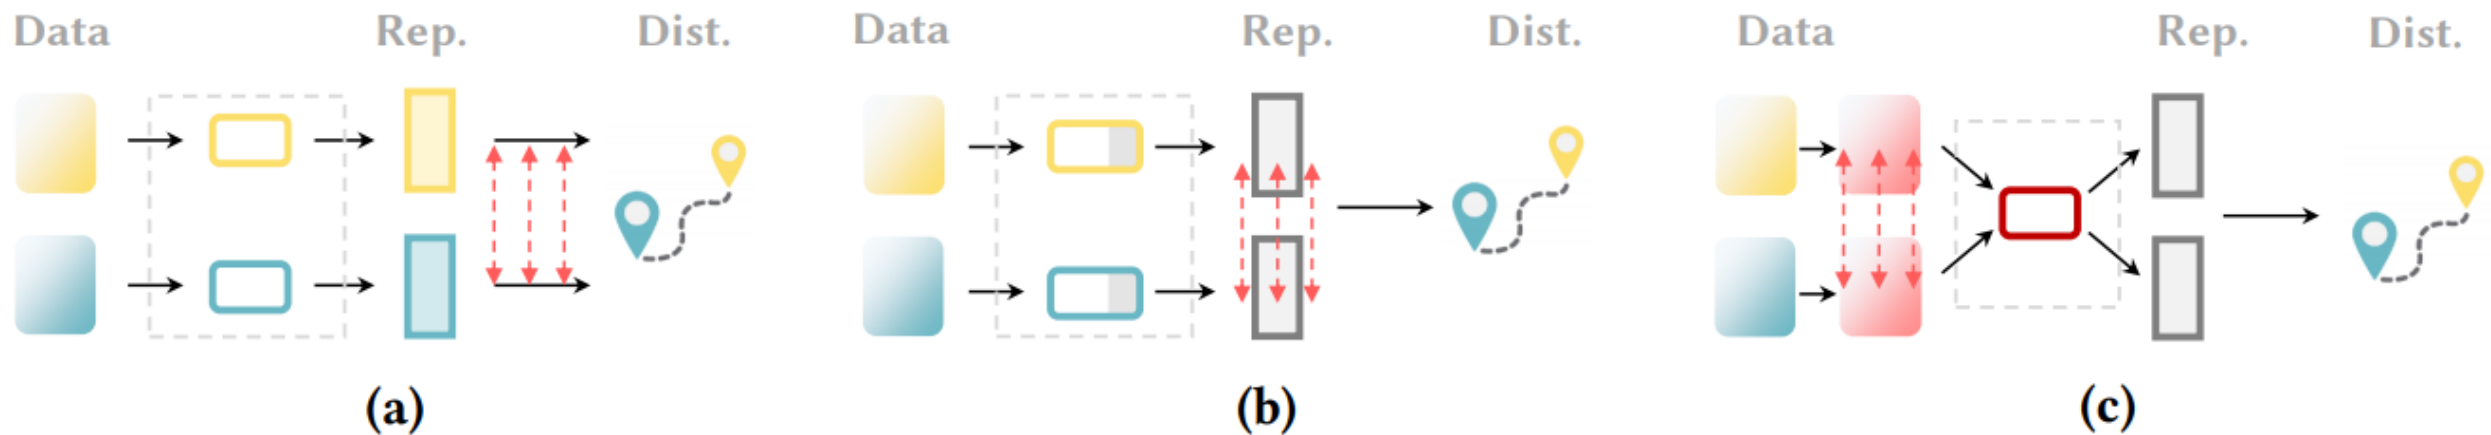 Data Rep. Dist. Data Rep. Dist. Data Rep. Dist.
(a) (b) (c)